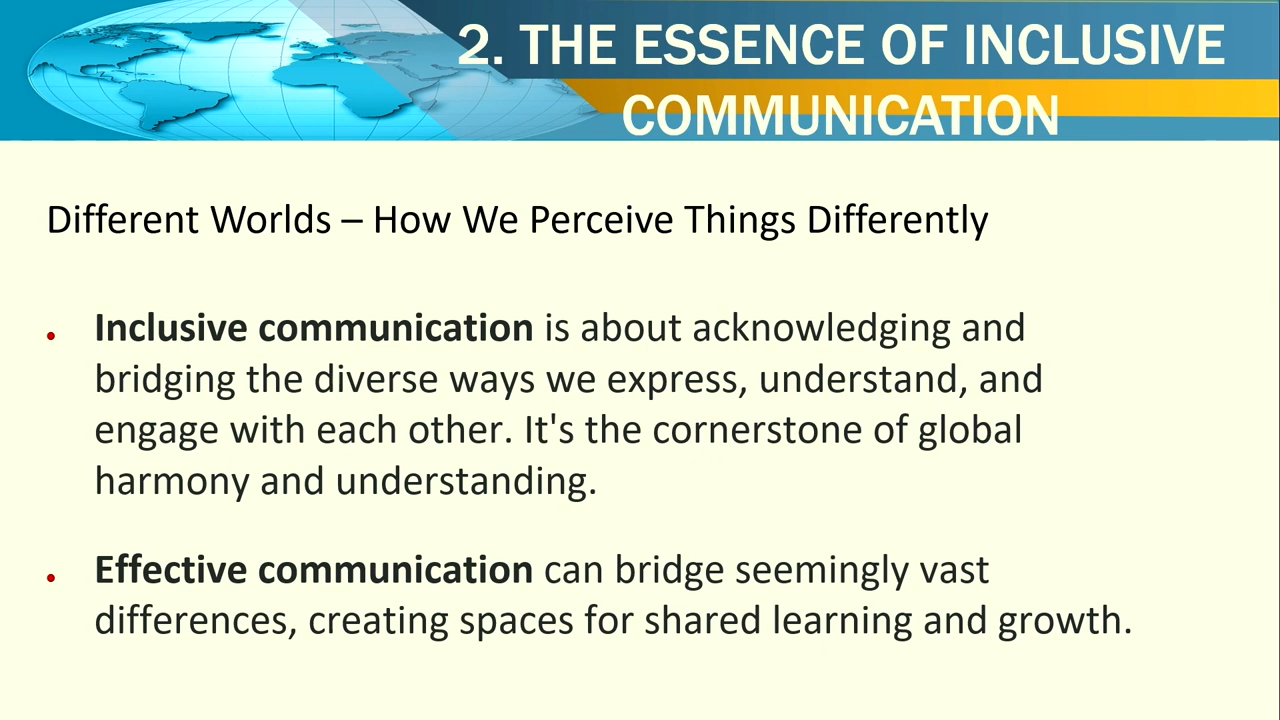 2. THE ESSENCE OF INCLUSIVE
COMMUNICATION
Different Worlds – How We Perceive Things Differently
• Inclusive communication is about acknowledging and
bridging the diverse ways we express, understand, and
engage with each other. It's the cornerstone of global
harmony and understanding.
• Effective communication can bridge seemingly vast
differences, creating spaces for shared learning and growth.